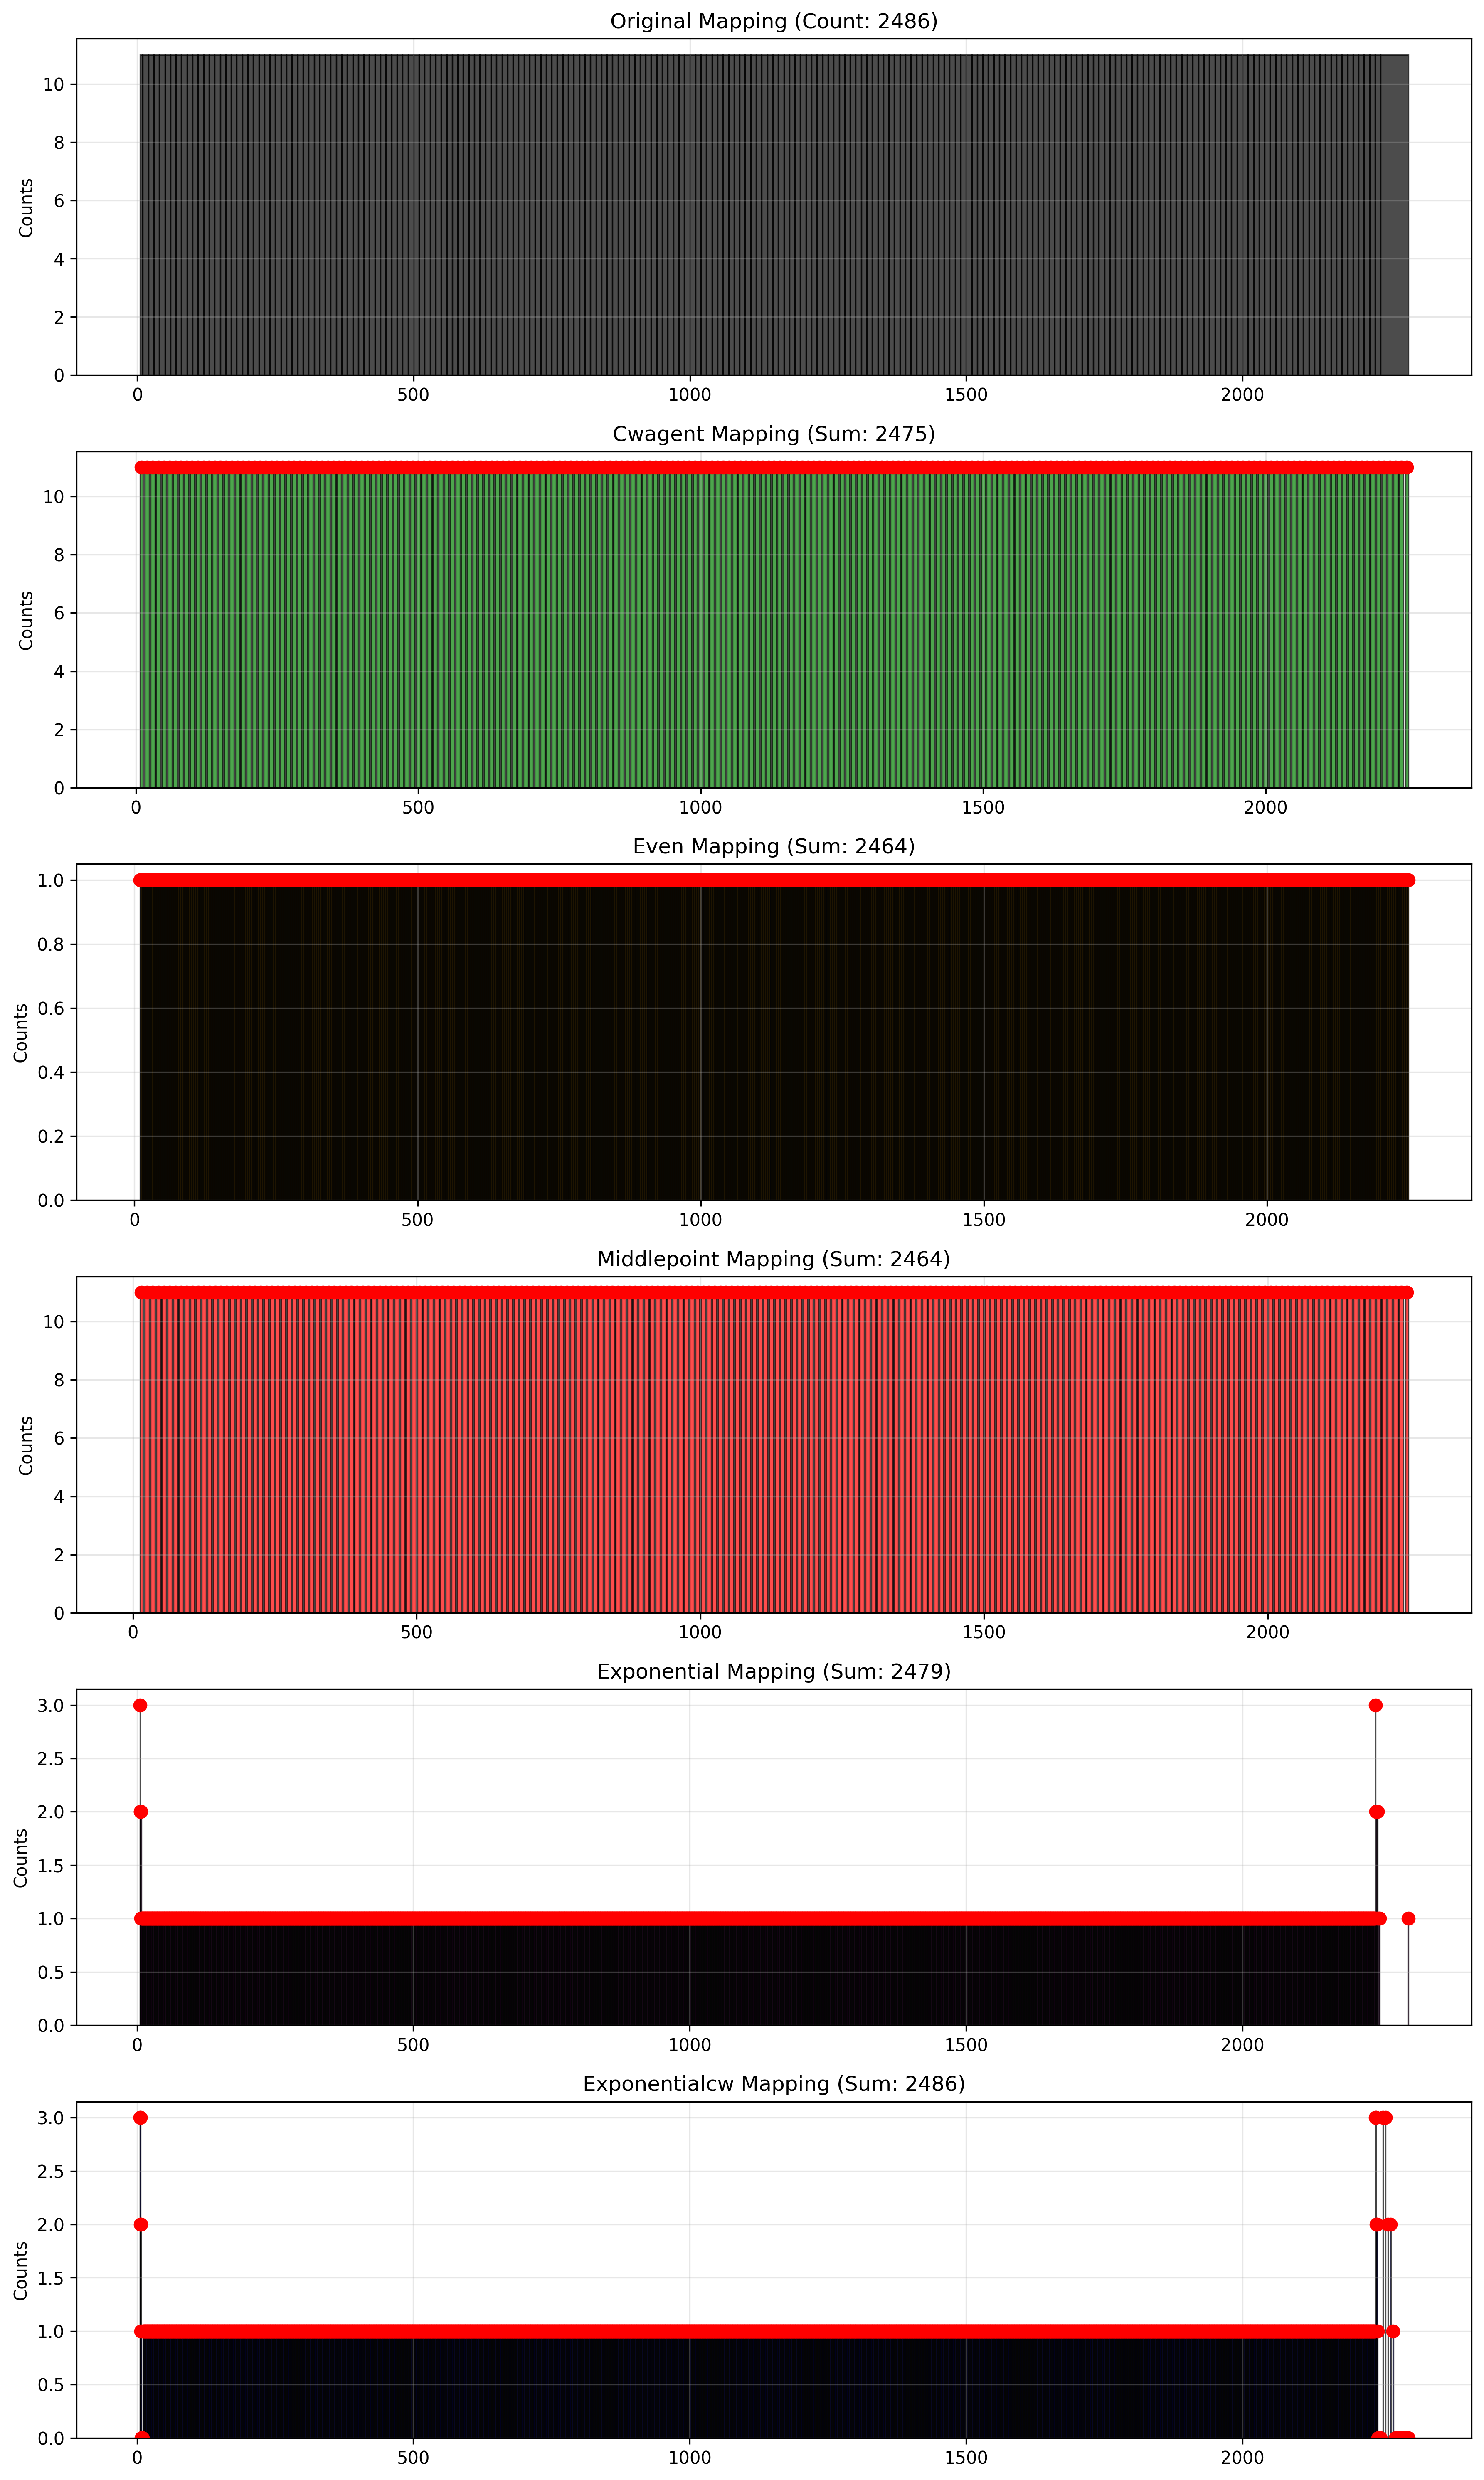 Original Mapping (Count: 2486)
10
8
6
4
2
0
Counts
0 500 1000 1500 2000
Cwagent Mapping (Sum: 2475)
10
8
6
4
2
0
Counts
0 500 1000 1500 2000
Even Mapping (Sum: 2464)
1.0
0.8
0.6
0.4
0.2
0.0
Counts
0 500 1000 1500 2000
Middlepoint Mapping (Sum: 2464)
10
8
6
4
2
0
Counts
0 500 1000 1500 2000
Exponential Mapping (Sum: 2479)
3.0
2.5
2.0
1.5
1.0
0.5
0.0
Counts
0 500 1000 1500 2000
Exponentialcw Mapping (Sum: 2486)
3.0
2.5
2.0
1.5
1.0
0.5
0.0
Counts
0 500 1000 1500 2000